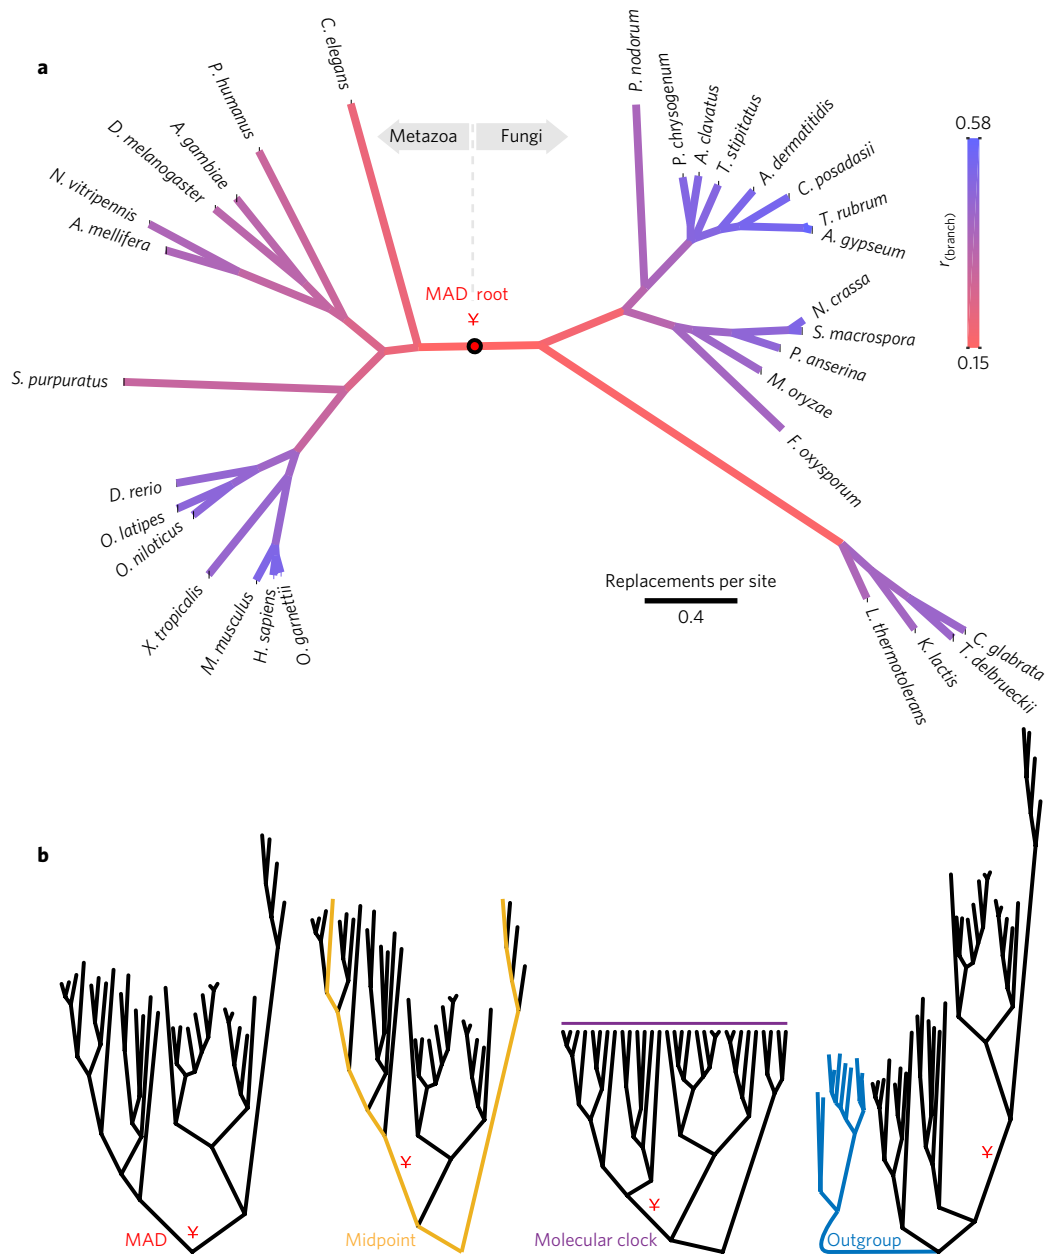 a
C. elegans
P. humanus
A. gambiae
D. melanogaster
N. vitripennis
A. mellifera
S. purpuratus
D. rerio
O. latipes
O. niloticus
X. tropicalis
M. musculus
H. sapiens
O. garnettii
Metazoa
Fungi
MAD root
¥
P. nodorum
P. chrysogenum
A. clavatus
T. stipitatus
A. dermatitidis
C. posadasii
T. rubrum
A. gypseum
N. crassa
S. macrospora
P. anserina
M. oryzae
F. oxysporum
L. thermotolerans
K. lactis
T. delbrueckii
C. glabrata
0.58
r(branch)
0.15
Replacements per site
0.4
b
¥
MAD
¥
Midpoint
¥
Molecular clock
¥
Outgroup